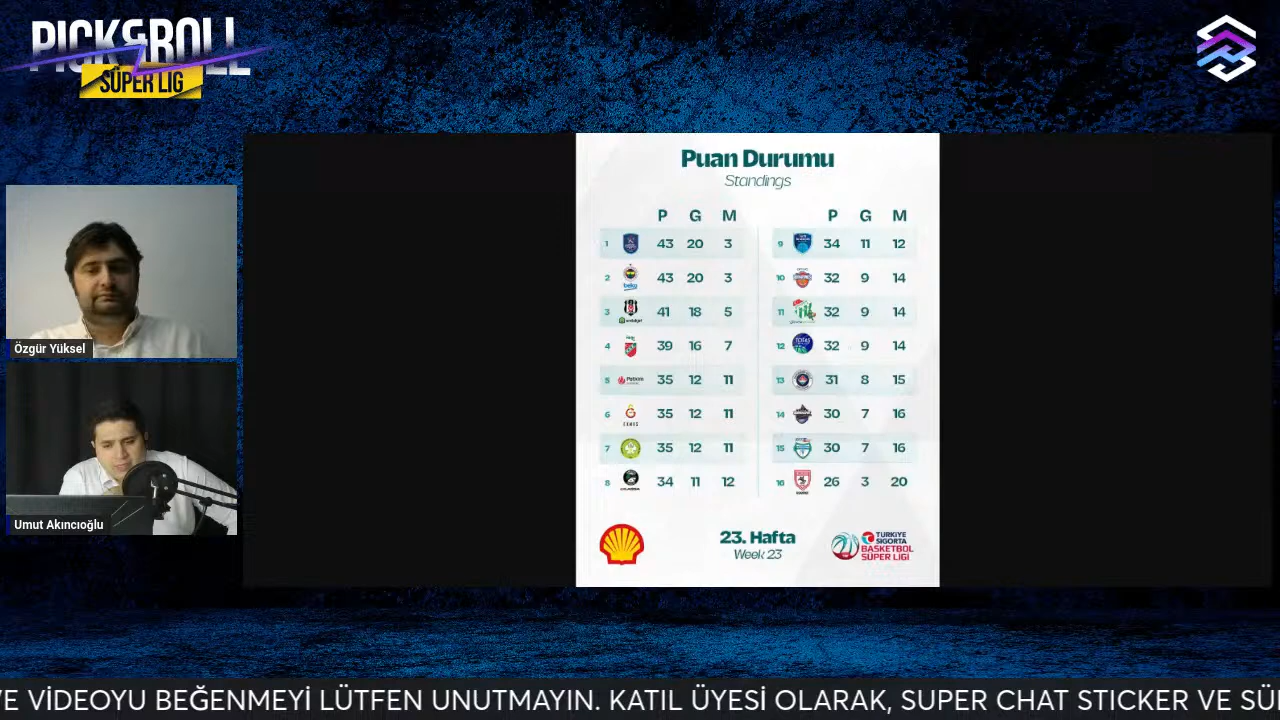 PICK&ROLL
SÜPER LIG
Özgür Yüksel
Umut Akıncıoğlu
Puan Durumu
Standings
P G M
1 43 20 3
2 beko 43 20 3
3 41 18 5
4 39 16 7
5 Petkim 35 12 11
6 35 12 11
7 35 12 11
8 34 11 12
P G M
9 34 11 12
10 32 9 14
11 32 9 14
12 32 9 14
13 31 8 15
14 30 7 16
15 30 7 16
16 26 3 20
23. Hafta
Week 23
TÜRKİYE
SİGORTA
BASKETBOL
SÜPER LİGİ
VE VİDEOYU BEĞENMEYİ LÜTFEN UNUTMAYIN. KATIL ÜYESİ OLARAK, SUPER CHAT STICKER VE SÜ